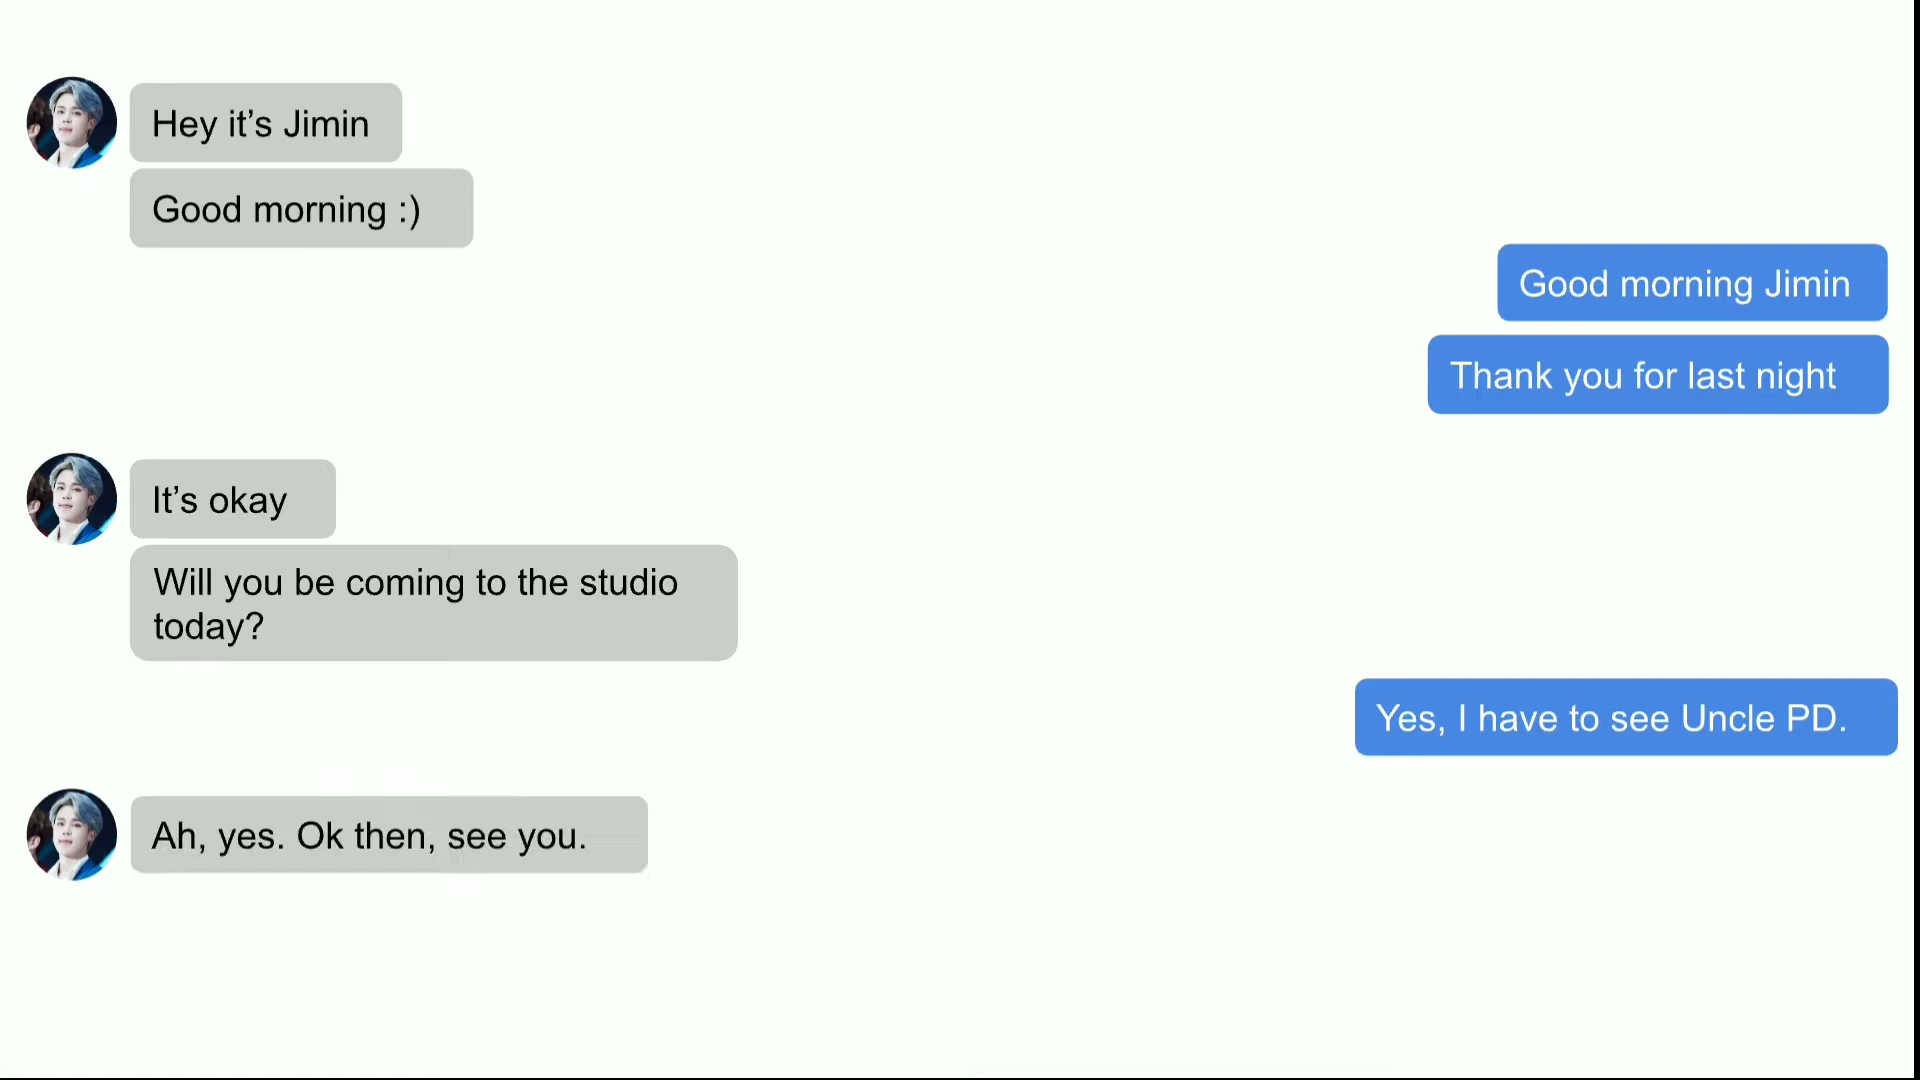 Hey it’s Jimin
Good morning :)
Good morning Jimin
Thank you for last night
It’s okay
Will you be coming to the studio
today?
Yes, I have to see Uncle PD.
Ah, yes. Ok then, see you.